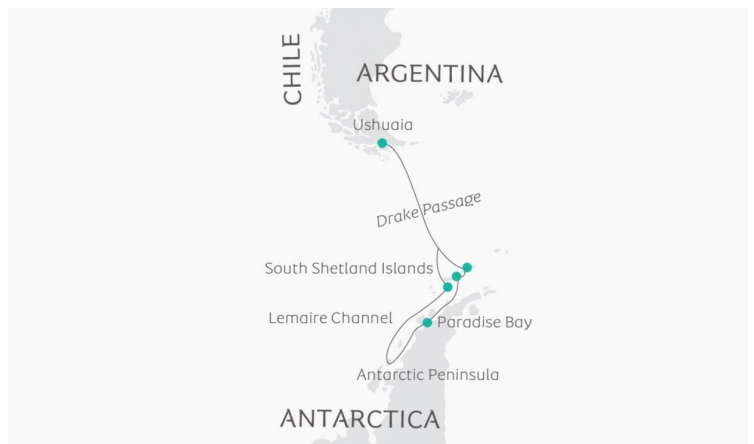 CHILE
ARGENTINA
Ushuaia
Drake Passage
South Shetland Islands
Lemaire Channel
Paradise Bay
Antarctic Peninsula
ANTARCTICA